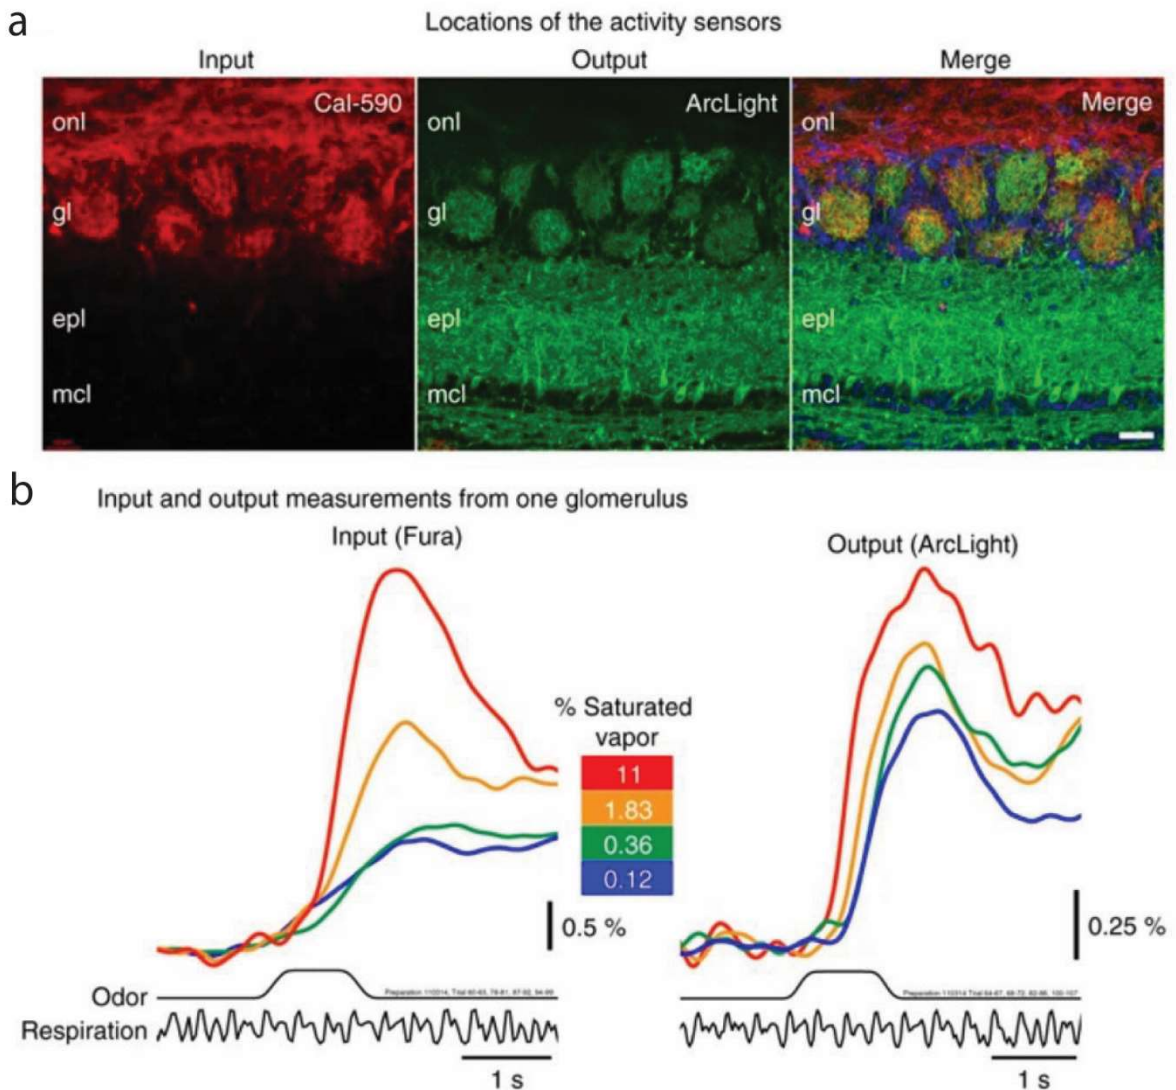 a
Locations of the activity sensors
Input
Output
Merge
Cal-590
ArcLight
Merge
onl
onl
onl
gl
gl
gl
epl
epl
epl
mcl
mcl
mcl
b
Input and output measurements from one glomerulus
Input (Fura)
Output (ArcLight)
% Saturated
vapor
11
1.83
0.36
0.12
0.5 %
0.25 %
Odor
Respiration
1 s
1 s